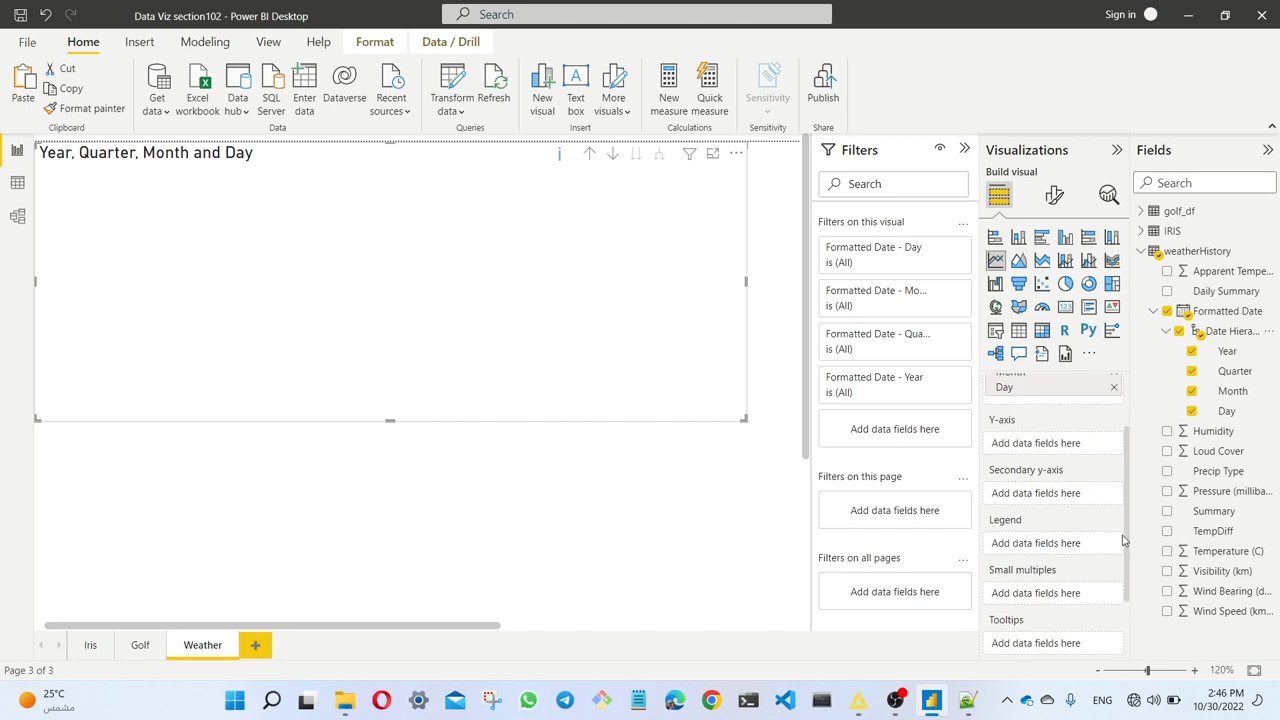 Data Viz section102 - Power BI Desktop
Search
Sign in
File
Home
Insert
Modeling
View
Help
Format
Data / Drill
Paste
Cut
Copy
Format painter
Clipboard
Get data
Excel workbook
Data hub
SQL Server
Enter data
Dataverse
Recent sources
Data
Transform data
Refresh
Queries
New visual
Text box
More visuals
Insert
New measure
Quick measure
Calculations
Sensitivity
Sensitivity
Publish
Share
Year, Quarter, Month and Day
Filters
Search
Filters on this visual
Formatted Date - Day
is (All)
Formatted Date - Mo...
is (All)
Formatted Date - Qua...
is (All)
Formatted Date - Year
is (All)
Add data fields here
Filters on this page
Add data fields here
Filters on all pages
Add data fields here
Visualizations
Build visual
R
Py
Day
Y-axis
Add data fields here
Secondary y-axis
Add data fields here
Legend
Add data fields here
Small multiples
Add data fields here
Tooltips
Add data fields here
Fields
Search
golf_df
IRIS
weatherHistory
Apparent Tempe...
Daily Summary
Formatted Date
Date Hiera...
Year
Quarter
Month
Day
Humidity
Loud Cover
Precip Type
Pressure (milliba...
Summary
TempDiff
Temperature (C)
Visibility (km)
Wind Bearing (d...
Wind Speed (km...
Iris
Golf
Weather
Page 3 of 3
120%
25°C
مشمس
ENG
2:46 PM
10/30/2022